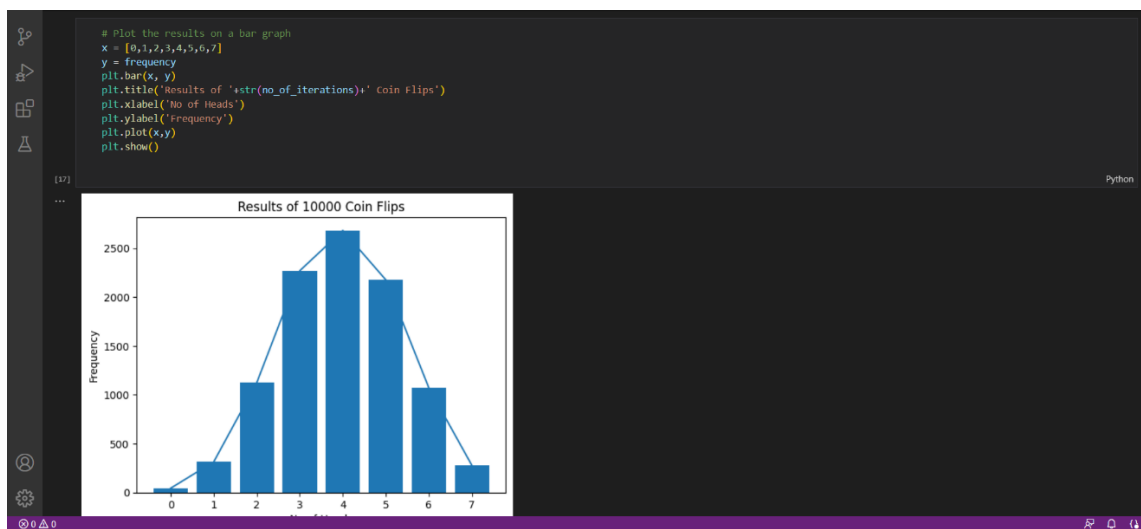 # Plot the results on a bar graph
x = [0,1,2,3,4,5,6,7]
y = frequency
plt.bar(x, y)
plt.title('Results of '+str(no_of_iterations)+' Coin Flips')
plt.xlabel('No of Heads')
plt.ylabel('Frequency')
plt.plot(x,y)
plt.show()
[17]
Python
...
Results of 10000 Coin Flips
2500
2000
1500
1000
500
0
Frequency
0 1 2 3 4 5 6 7
0 0